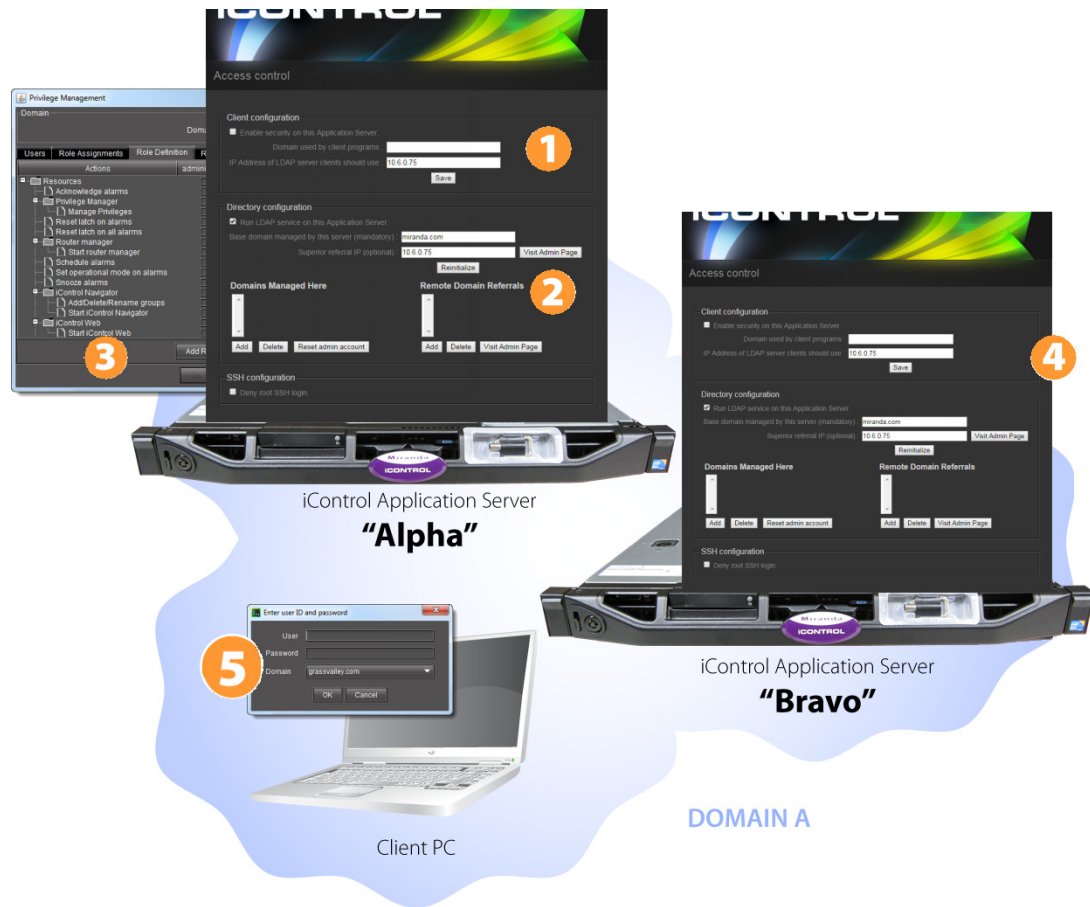 iCONTROL
Access control
Privilege Management
Domain
Doma
Users Role Assignments Role Definition R
Actions admini
Resources
Acknowledge alarms
Privilege Manager
Manage Privileges
Reset latch on alarms
Reset latch on all alarms
Router manager
Start router manager
Schedule alarms
Set operational mode on alarms
Snooze alarms
iControl Navigator
Add/Delete/Rename groups
Start iControl Navigator
iControl Web
Start iControl Web
Add R
3
Client configuration
Enable security on this Application Server.
Domain used by client programs
IP Address of LDAP server clients should use 10.6.0.75
Save
1
Directory configuration
Run LDAP service on this Application Server.
Base domain managed by this server (mandatory) miranda.com
Superior referral IP (optional) 10.6.0.75 Visit Admin Page
Reinitialize
2
Domains Managed Here Remote Domain Referrals
Add Delete Reset admin account Add Delete Visit Admin Page
SSH configuration
Deny root SSH login.
Miranda
iCONTROL
iControl Application Server
“Alpha”
iCONTROL
Access control
Client configuration
Enable security on this Application Server.
Domain used by client programs
IP Address of LDAP server clients should use 10.6.0.75
Save
4
Directory configuration
Run LDAP service on this Application Server.
Base domain managed by this server (mandatory) miranda.com
Superior referral IP (optional) 10.6.0.75 Visit Admin Page
Reinitialize
Domains Managed Here Remote Domain Referrals
Add Delete Reset admin account Add Delete Visit Admin Page
SSH configuration
Deny root SSH login.
Miranda
iCONTROL
iControl Application Server
“Bravo”
Enter user ID and password
User
Password
Domain grassvalley.com
OK Cancel
5
Client PC
DOMAIN A